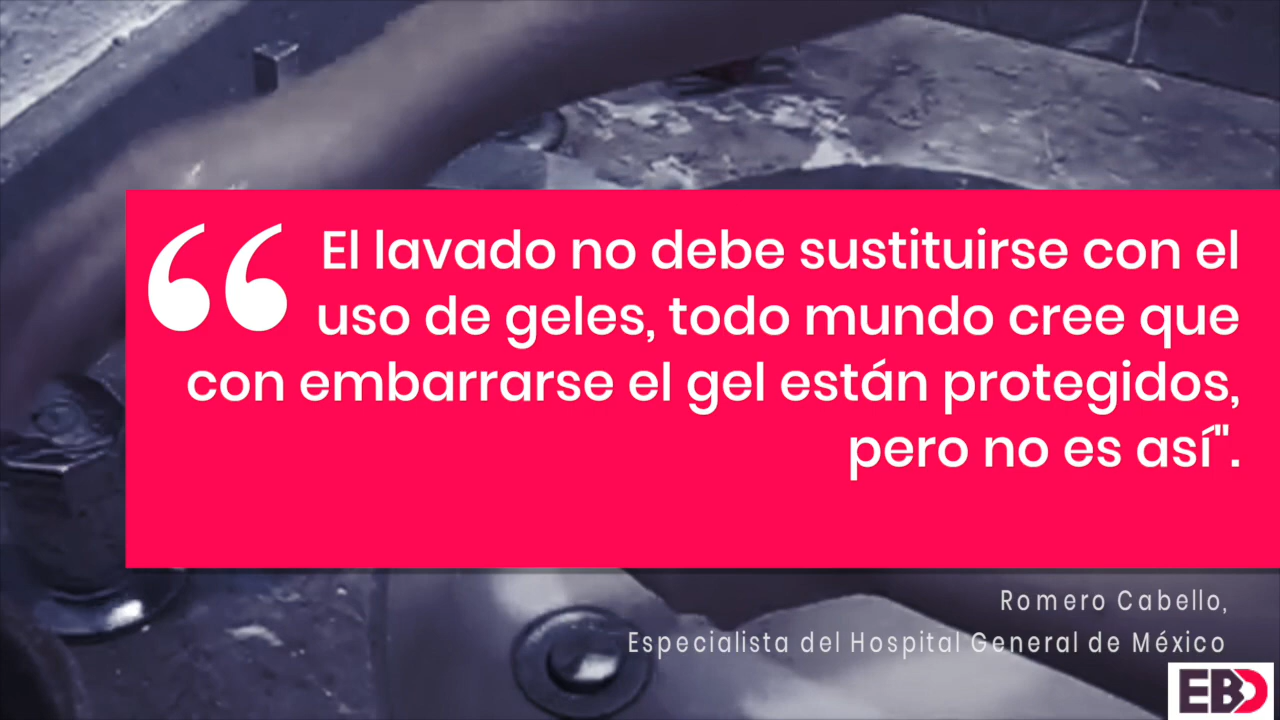 “ El lavado no debe sustituirse con el
uso de geles, todo mundo cree que
con embarrarse el gel están protegidos,
pero no es así".
Romero Cabello,
Especialista del Hospital General de México
EBD